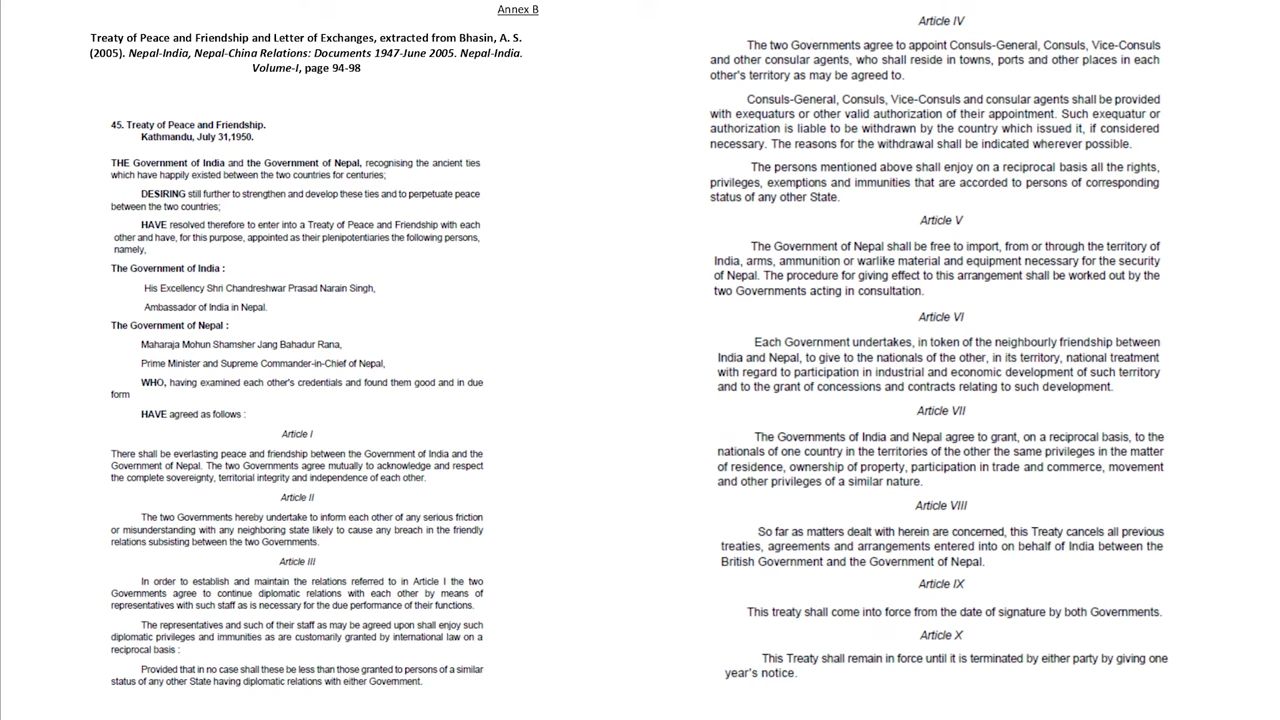 Annex B
Treaty of Peace and Friendship and Letter of Exchanges, extracted from Bhasin, A. S.
(2005). Nepal-India, Nepal-China Relations: Documents 1947-June 2005. Nepal-India.
Volume-I, page 94-98
45. Treaty of Peace and Friendship.
Kathmandu, July 31,1950.
THE Government of India and the Government of Nepal, recognising the ancient ties
which have happily existed between the two countries for centuries;
DESIRING still further to strengthen and develop these ties and to perpetuate peace
between the two countries;
HAVE resolved therefore to enter into a Treaty of Peace and Friendship with each
other and have, for this purpose, appointed as their plenipotentiaries the following persons,
namely,
The Government of India :
His Excellency Shri Chandreshwar Prasad Narain Singh,
Ambassador of India in Nepal.
The Government of Nepal :
Maharaja Mohun Shamsher Jang Bahadur Rana,
Prime Minister and Supreme Commander-in-Chief of Nepal,
WHO, having examined each other's credentials and found them good and in due
form
HAVE agreed as follows :
Article I
There shall be everlasting peace and friendship between the Government of India and the
Government of Nepal. The two Governments agree mutually to acknowledge and respect
the complete sovereignty, territorial integrity and independence of each other.
Article II
The two Governments hereby undertake to inform each other of any serious friction
or misunderstanding with any neighboring state likely to cause any breach in the friendly
relations subsisting between the two Governments.
Article III
In order to establish and maintain the relations referred to in Article I the two
Governments agree to continue diplomatic relations with each other by means of
representatives with such staff as is necessary for the due performance of their functions.
The representatives and such of their staff as may be agreed upon shall enjoy such
diplomatic privileges and immunities as are customarily granted by international law on a
reciprocal basis :
Provided that in no case shall these be less than those granted to persons of a similar
status of any other State having diplomatic relations with either Government.
Article IV
The two Governments agree to appoint Consuls-General, Consuls, Vice-Consuls
and other consular agents, who shall reside in towns, ports and other places in each
other's territory as may be agreed to.
Consuls-General, Consuls, Vice-Consuls and consular agents shall be provided
with exequaturs or other valid authorization of their appointment. Such exequatur or
authorization is liable to be withdrawn by the country which issued it, if considered
necessary. The reasons for the withdrawal shall be indicated wherever possible.
The persons mentioned above shall enjoy on a reciprocal basis all the rights,
privileges, exemptions and immunities that are accorded to persons of corresponding
status of any other State.
Article V
The Government of Nepal shall be free to import, from or through the territory of
India, arms, ammunition or warlike material and equipment necessary for the security
of Nepal. The procedure for giving effect to this arrangement shall be worked out by the
two Governments acting in consultation.
Article VI
Each Government undertakes, in token of the neighbourly friendship between
India and Nepal, to give to the nationals of the other, in its territory, national treatment
with regard to participation in industrial and economic development of such territory
and to the grant of concessions and contracts relating to such development.
Article VII
The Governments of India and Nepal agree to grant, on a reciprocal basis, to the
nationals of one country in the territories of the other the same privileges in the matter
of residence, ownership of property, participation in trade and commerce, movement
and other privileges of a similar nature.
Article VIII
So far as matters dealt with herein are concerned, this Treaty cancels all previous
treaties, agreements and arrangements entered into on behalf of India between the
British Government and the Government of Nepal.
Article IX
This treaty shall come into force from the date of signature by both Governments.
Article X
This Treaty shall remain in force until it is terminated by either party by giving one
year's notice.